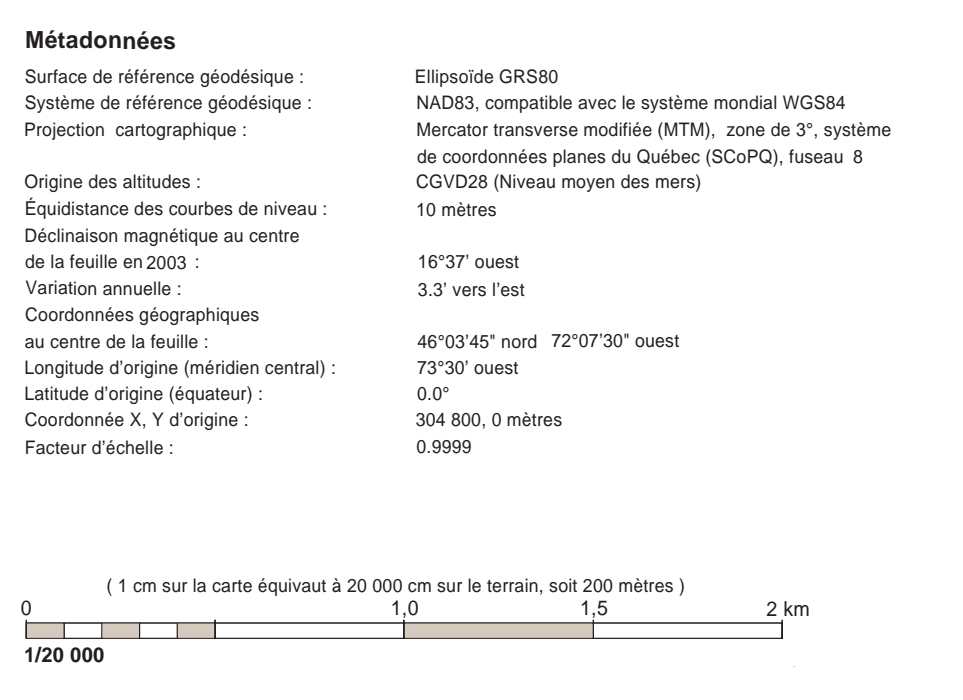 Métadonnées
Surface de référence géodésique : Ellipsoïde GRS80
Système de référence géodésique : NAD83, compatible avec le système mondial WGS84
Projection cartographique : Mercator transverse modifiée (MTM), zone de 3°, système
de coordonnées planes du Québec (SCoPQ), fuseau 8
Origine des altitudes : CGVD28 (Niveau moyen des mers)
Équidistance des courbes de niveau : 10 mètres
Déclinaison magnétique au centre
de la feuille en 2003 : 16°37’ ouest
Variation annuelle : 3.3’ vers l’est
Coordonnées géographiques
au centre de la feuille : 46°03’45" nord 72°07’30" ouest
Longitude d’origine (méridien central) : 73°30’ ouest
Latitude d’origine (équateur) : 0.0°
Coordonnée X, Y d’origine : 304 800, 0 mètres
Facteur d’échelle : 0.9999
( 1 cm sur la carte équivaut à 20 000 cm sur le terrain, soit 200 mètres )
0 1,0 1,5 2 km
1/20 000